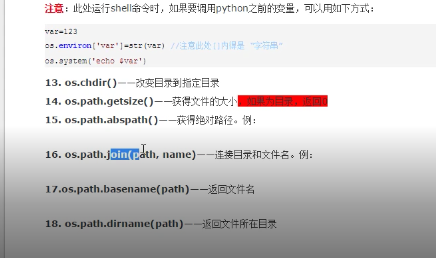 注意：此处运行shell命令时，如果要调用python之前的变量，可以用如下方式：
var=123
os.environ['var']=str(var) //注意此处[]内得是 “字符串”
os.system('echo $var')
13. os.chdir()——改变目录到指定目录
14. os.path.getsize()——获得文件的大小，如果为目录，返回0
15. os.path.abspath()——获得绝对路径。例：
16. os.path.join(path, name)——连接目录和文件名。例：
17.os.path.basename(path)——返回文件名
18. os.path.dirname(path)——返回文件所在目录